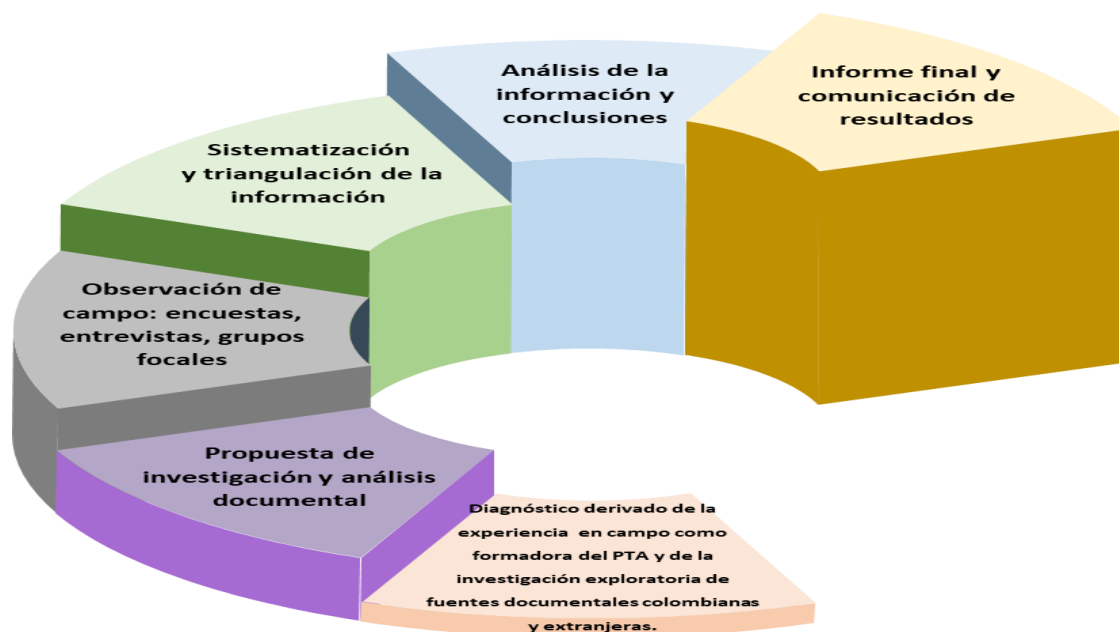 Análisis de la
información y
conclusiones
Informe final y
comunicación de
resultados
Sistematización
y triangulación de la
información
Observación de
campo: encuestas,
entrevistas, grupos
focales
Propuesta de
investigación y análisis
documental
Diagnóstico derivado de la
experiencia en campo como
formadora del PTA y de la
investigación exploratoria de
fuentes documentales colombianas
y extranjeras.